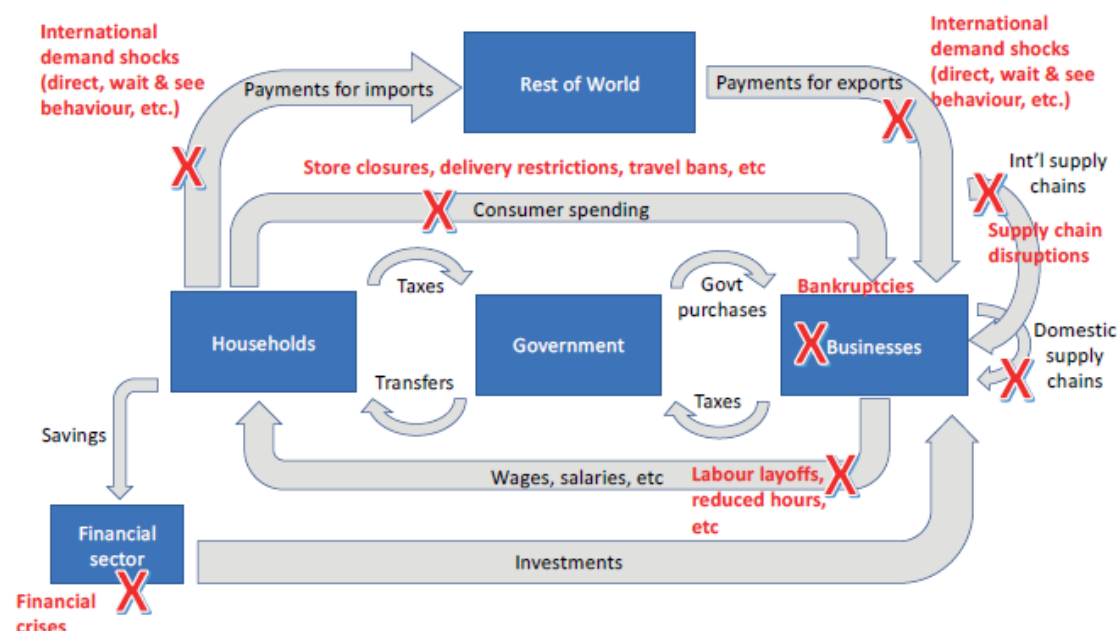 International
demand shocks
(direct, wait & see
behaviour, etc.)
Payments for imports
Rest of World
Payments for exports
International
demand shocks
(direct, wait & see
behaviour, etc.)
Store closures, delivery restrictions, travel bans, etc
Consumer spending
Int'l supply
chains
Supply chain
disruptions
Taxes
Govt
purchases
Bankruptcies
Households
Government
Businesses
Domestic
supply
chains
Transfers
Taxes
Savings
Wages, salaries, etc
Labour layoffs,
reduced hours,
etc
Financial
sector
Investments
Financial
crises